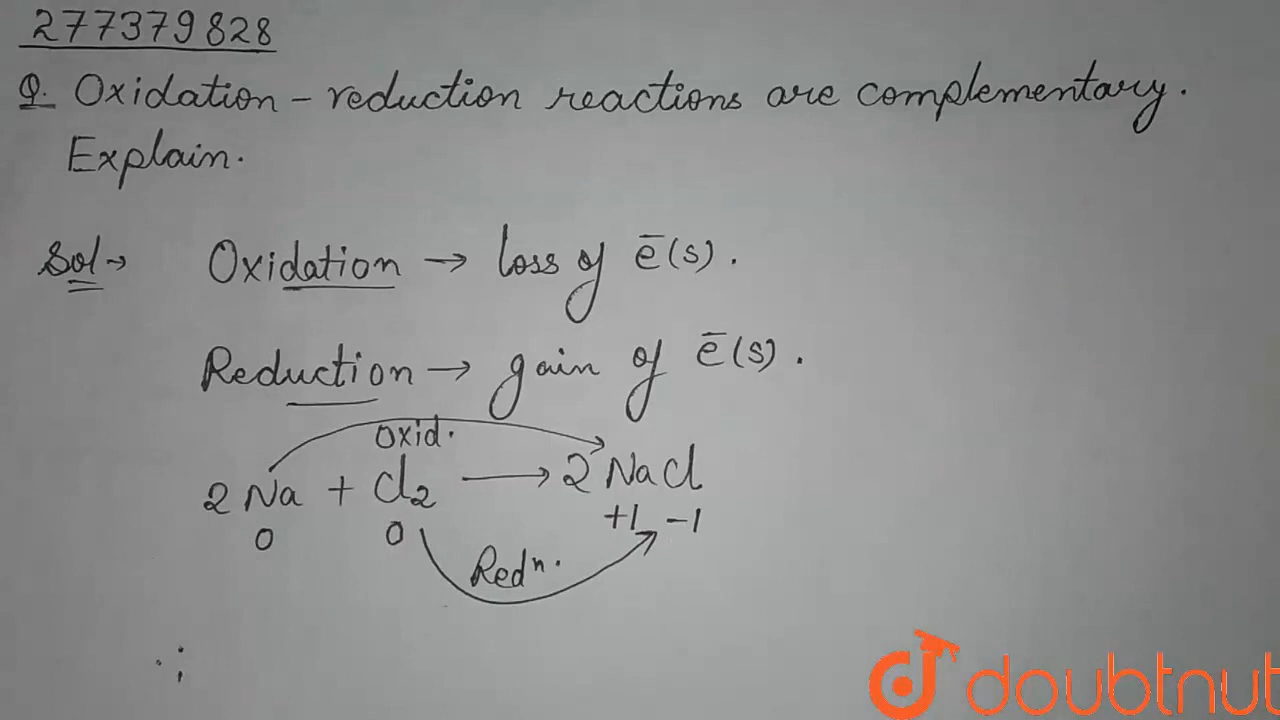 277379828
Q. Oxidation - reduction reactions are complementary.
Explain.
Sol→ Oxidation → loss of e̅(s).
Reduction → gain of e̅(s).
Oxid.
2Na + Cl₂ ⟶ 2NaCl
0 0 +1 -1
Redⁿ.
∴
doubtnut